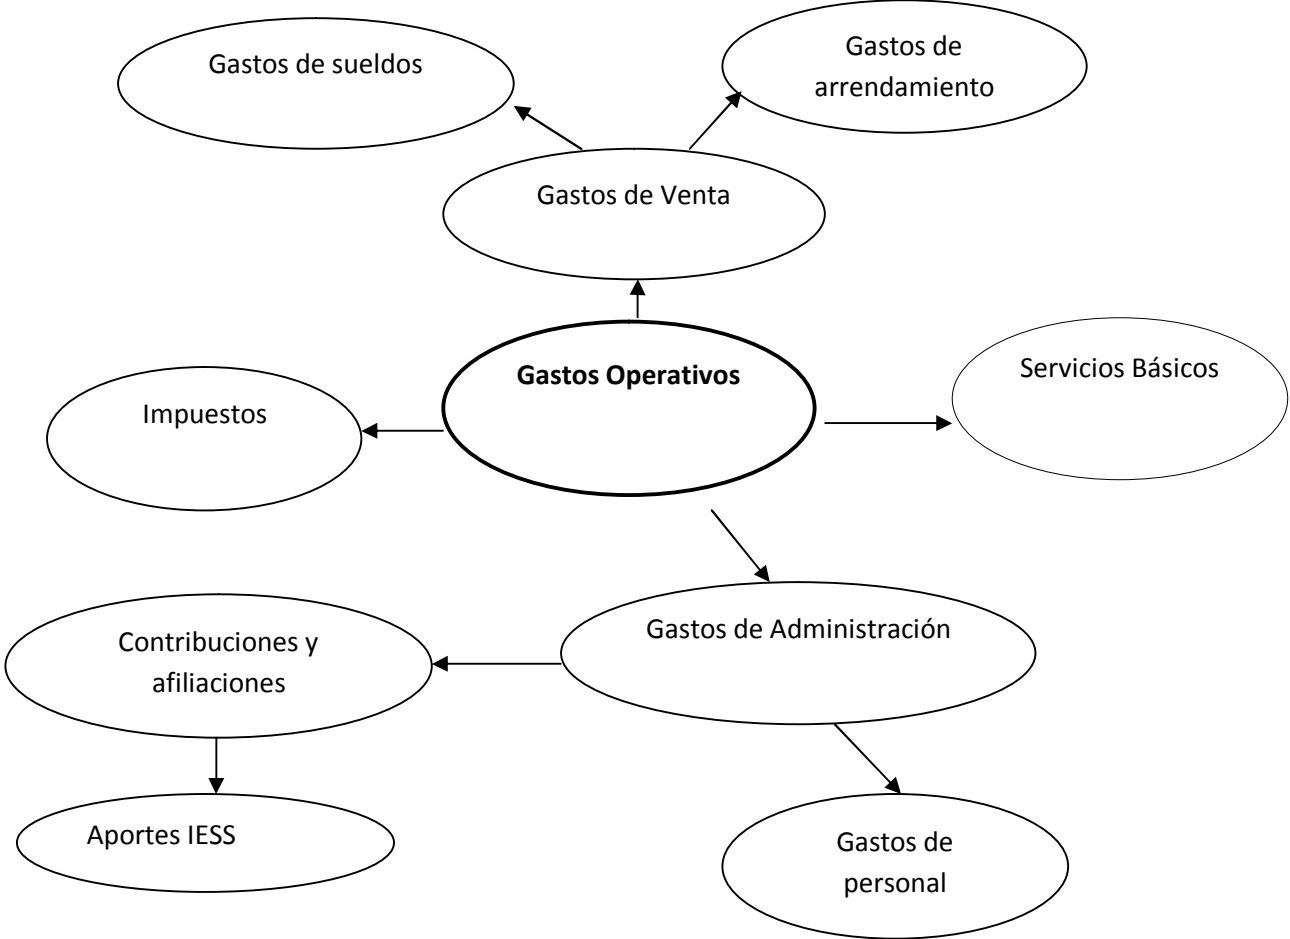 Gastos de sueldos
Gastos de
arrendamiento
Gastos de Venta
Gastos Operativos
Servicios Básicos
Impuestos
Gastos de Administración
Contribuciones y
afiliaciones
Aportes IESS
Gastos de
personal